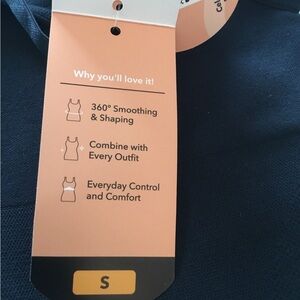 Why you'll love it!
360° Smoothing
& Shaping
Combine with
Every Outfit
Everyday Control
and Comfort
S